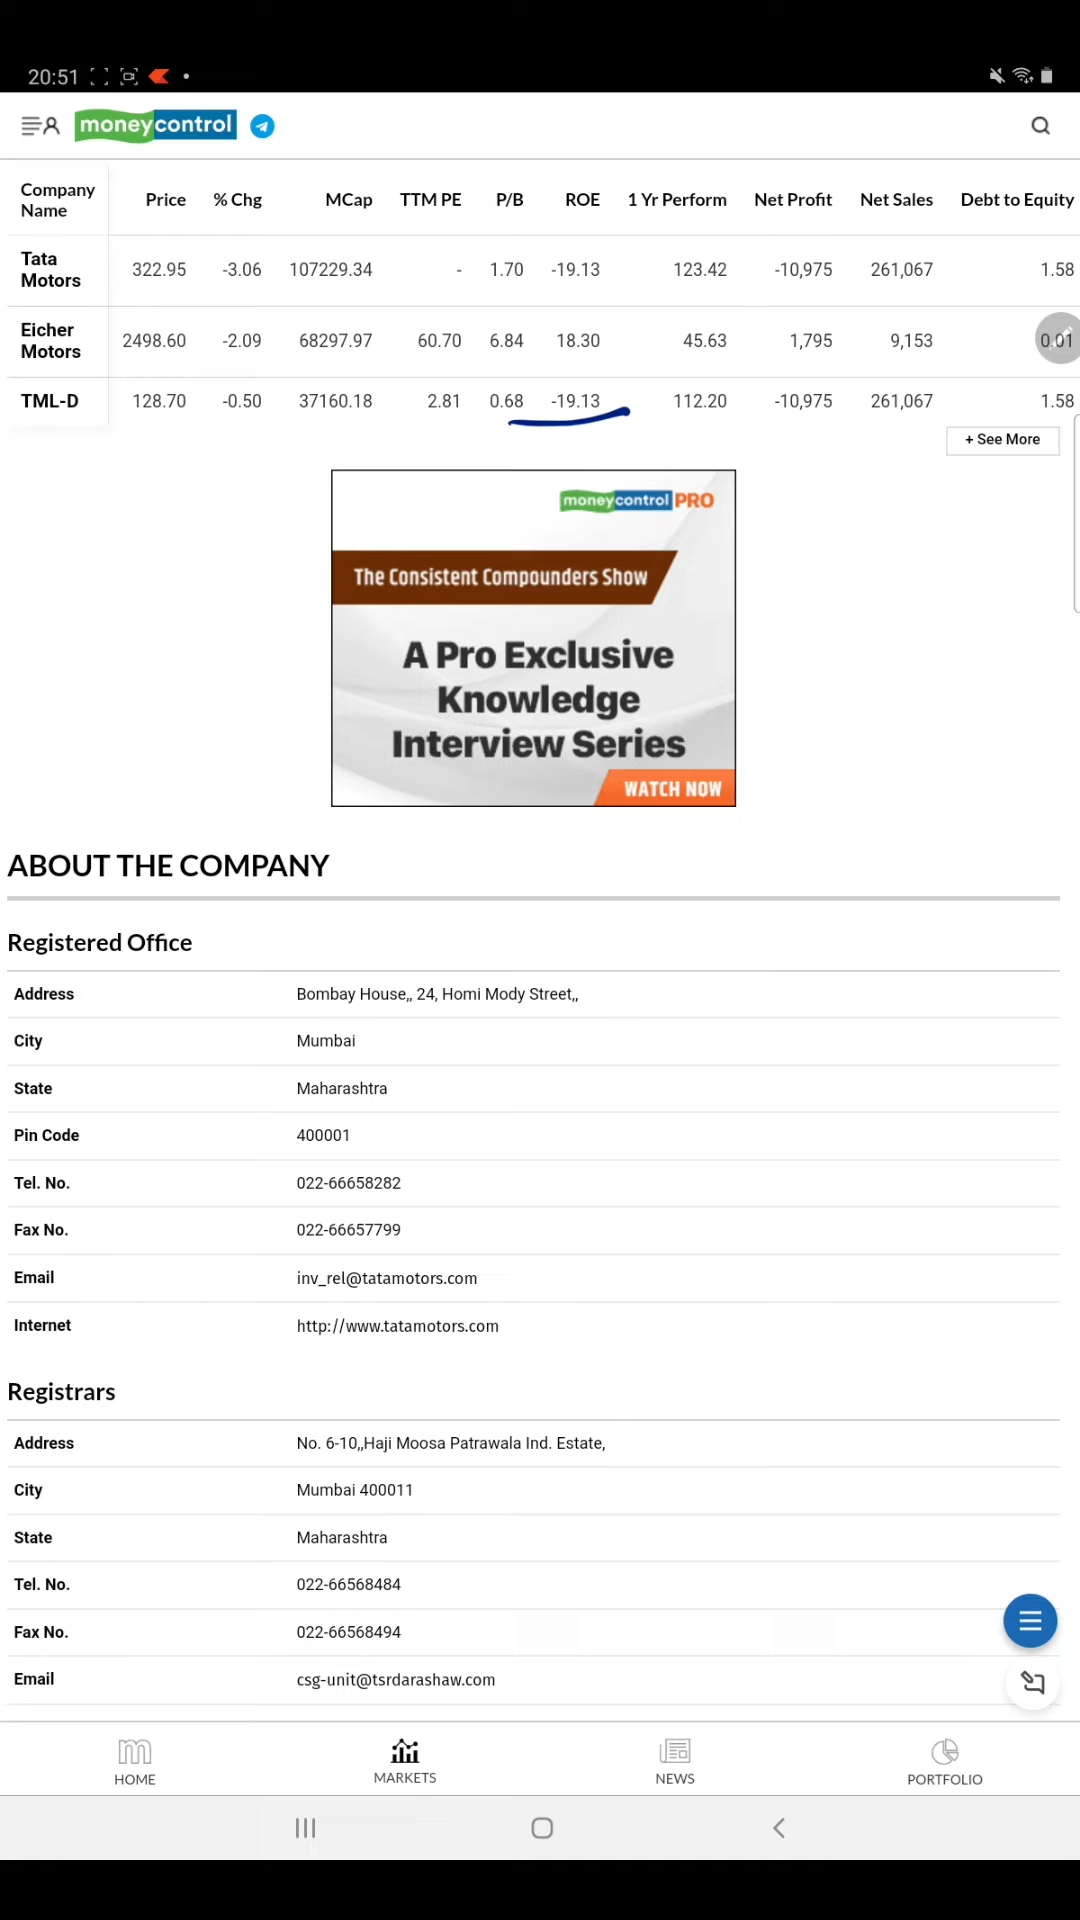 20:51
moneycontrol
Company Name Price % Chg MCap TTM PE P/B ROE 1 Yr Perform Net Profit Net Sales Debt to Equity
Tata Motors 322.95 -3.06 107229.34 - 1.70 -19.13 123.42 -10,975 261,067 1.58
Eicher Motors 2498.60 -2.09 68297.97 60.70 6.84 18.30 45.63 1,795 9,153 0.01
TML-D 128.70 -0.50 37160.18 2.81 0.68 -19.13 112.20 -10,975 261,067 1.58
+ See More
moneycontrol PRO
The Consistent Compounders Show
A Pro Exclusive
Knowledge
Interview Series
WATCH NOW
ABOUT THE COMPANY
Registered Office
Address Bombay House,, 24, Homi Mody Street,,
City Mumbai
State Maharashtra
Pin Code 400001
Tel. No. 022-66658282
Fax No. 022-66657799
Email inv_rel@tatamotors.com
Internet http://www.tatamotors.com
Registrars
Address No. 6-10,,Haji Moosa Patrawala Ind. Estate,
City Mumbai 400011
State Maharashtra
Tel. No. 022-66568484
Fax No. 022-66568494
Email csg-unit@tsrdarashaw.com
HOME MARKETS NEWS PORTFOLIO